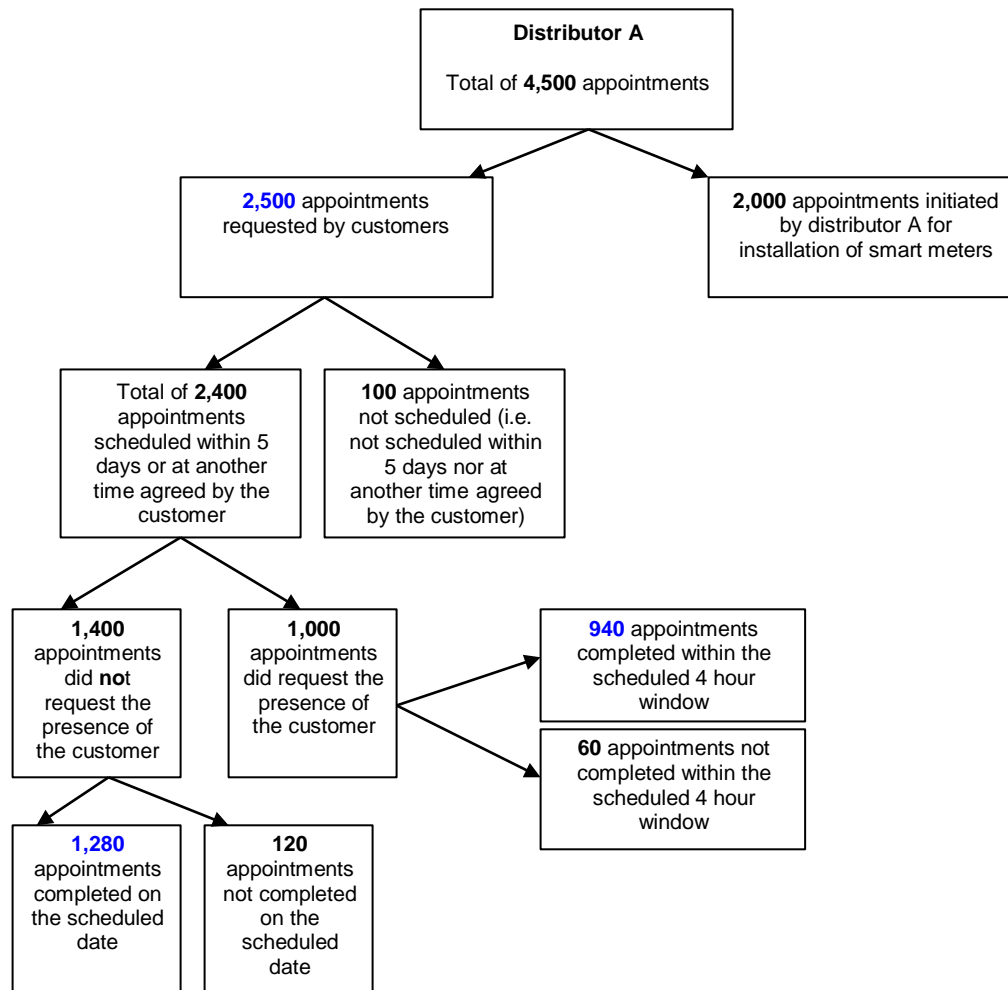 Distributor A
Total of 4,500 appointments
2,500 appointments
requested by customers
2,000 appointments initiated
by distributor A for
installation of smart meters
Total of 2,400
appointments
scheduled within 5
days or at another
time agreed by the
customer
100 appointments
not scheduled (i.e.
not scheduled within
5 days nor at
another time agreed
by the customer)
1,400
appointments
did not
request the
presence of
the customer
1,000
appointments
did request the
presence of
the customer
940 appointments
completed within the
scheduled 4 hour
window
60 appointments not
completed within the
scheduled 4 hour
window
1,280
appointments
completed on
the scheduled
date
120
appointments
not completed
on the
scheduled
date